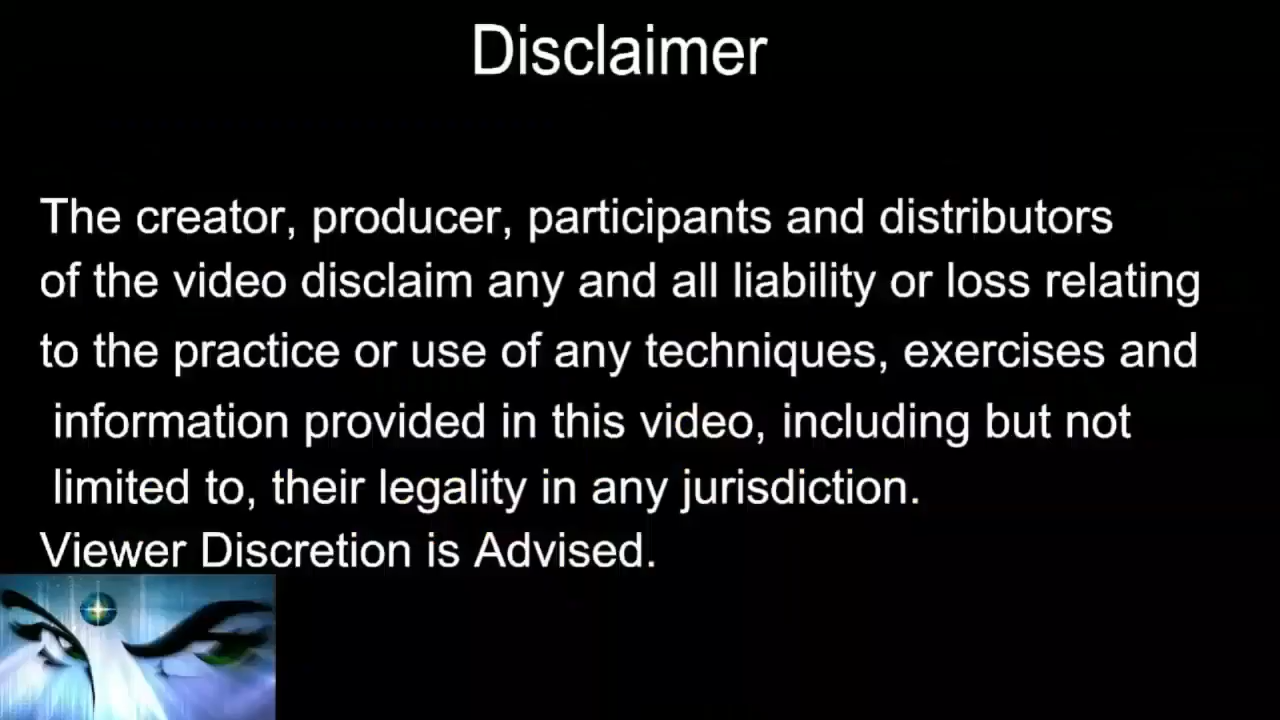 Disclaimer
The creator, producer, participants and distributors
of the video disclaim any and all liability or loss relating
to the practice or use of any techniques, exercises and
information provided in this video, including but not
limited to, their legality in any jurisdiction.
Viewer Discretion is Advised.